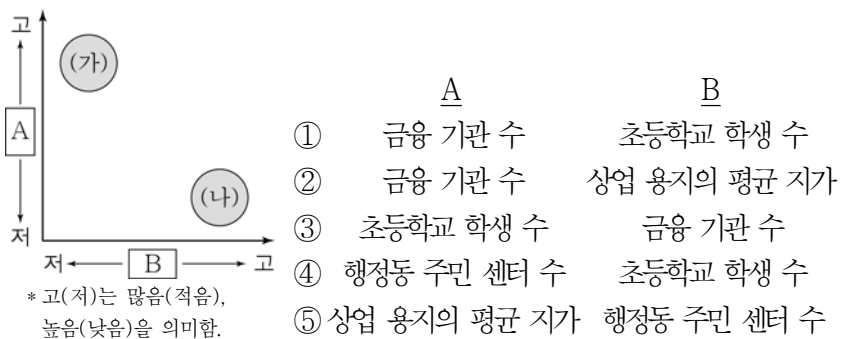 고
(가)
A
(나)
저
저 B 고
* 고(저)는 많음(적음),
높음(낮음)을 의미함.
A B
① 금융 기관 수 초등학교 학생 수
② 금융 기관 수 상업 용지의 평균 지가
③ 초등학교 학생 수 금융 기관 수
④ 행정동 주민 센터 수 초등학교 학생 수
⑤ 상업 용지의 평균 지가 행정동 주민 센터 수